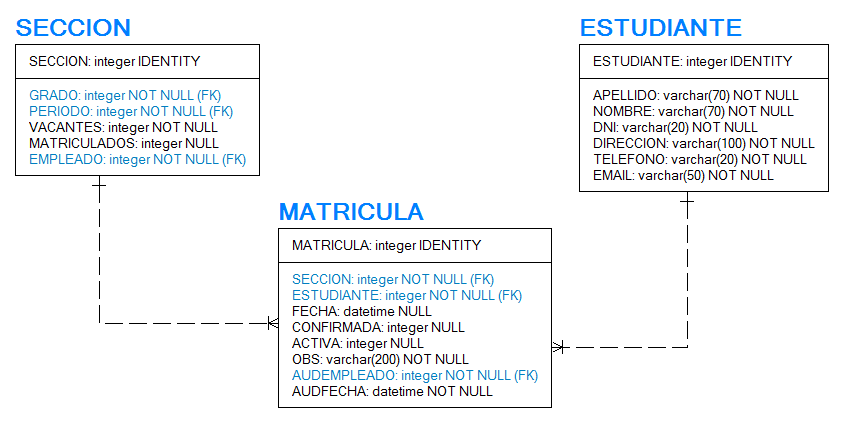 SECCION
SECCION: integer IDENTITY
GRADO: integer NOT NULL (FK)
PERIODO: integer NOT NULL (FK)
VACANTES: integer NOT NULL
MATRICULADOS: integer NULL
EMPLEADO: integer NOT NULL (FK)
ESTUDIANTE
ESTUDIANTE: integer IDENTITY
APELLIDO: varchar(70) NOT NULL
NOMBRE: varchar(70) NOT NULL
DNI: varchar(20) NOT NULL
DIRECCION: varchar(100) NOT NULL
TELEFONO: varchar(20) NOT NULL
EMAIL: varchar(50) NOT NULL
MATRICULA
MATRICULA: integer IDENTITY
SECCION: integer NOT NULL (FK)
ESTUDIANTE: integer NOT NULL (FK)
FECHA: datetime NULL
CONFIRMADA: integer NULL
ACTIVA: integer NULL
OBS: varchar(200) NOT NULL
AUDEMPLEADO: integer NOT NULL (FK)
AUDFECHA: datetime NOT NULL